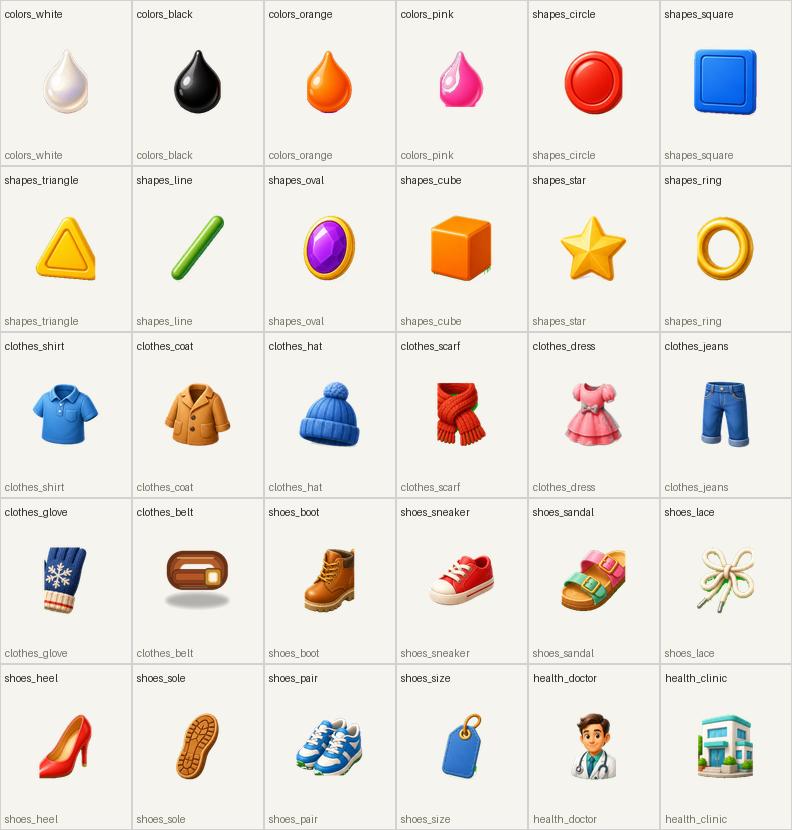 colors_white colors_black colors_orange colors_pink shapes_circle shapes_square
colors_white colors_black colors_orange colors_pink shapes_circle shapes_square
shapes_triangle shapes_line shapes_oval shapes_cube shapes_star shapes_ring
shapes_triangle shapes_line shapes_oval shapes_cube shapes_star shapes_ring
clothes_shirt clothes_coat clothes_hat clothes_scarf clothes_dress clothes_jeans
clothes_shirt clothes_coat clothes_hat clothes_scarf clothes_dress clothes_jeans
clothes_glove clothes_belt shoes_boot shoes_sneaker shoes_sandal shoes_lace
clothes_glove clothes_belt shoes_boot shoes_sneaker shoes_sandal shoes_lace
shoes_heel shoes_sole shoes_pair shoes_size health_doctor health_clinic
shoes_heel shoes_sole shoes_pair shoes_size health_doctor health_clinic